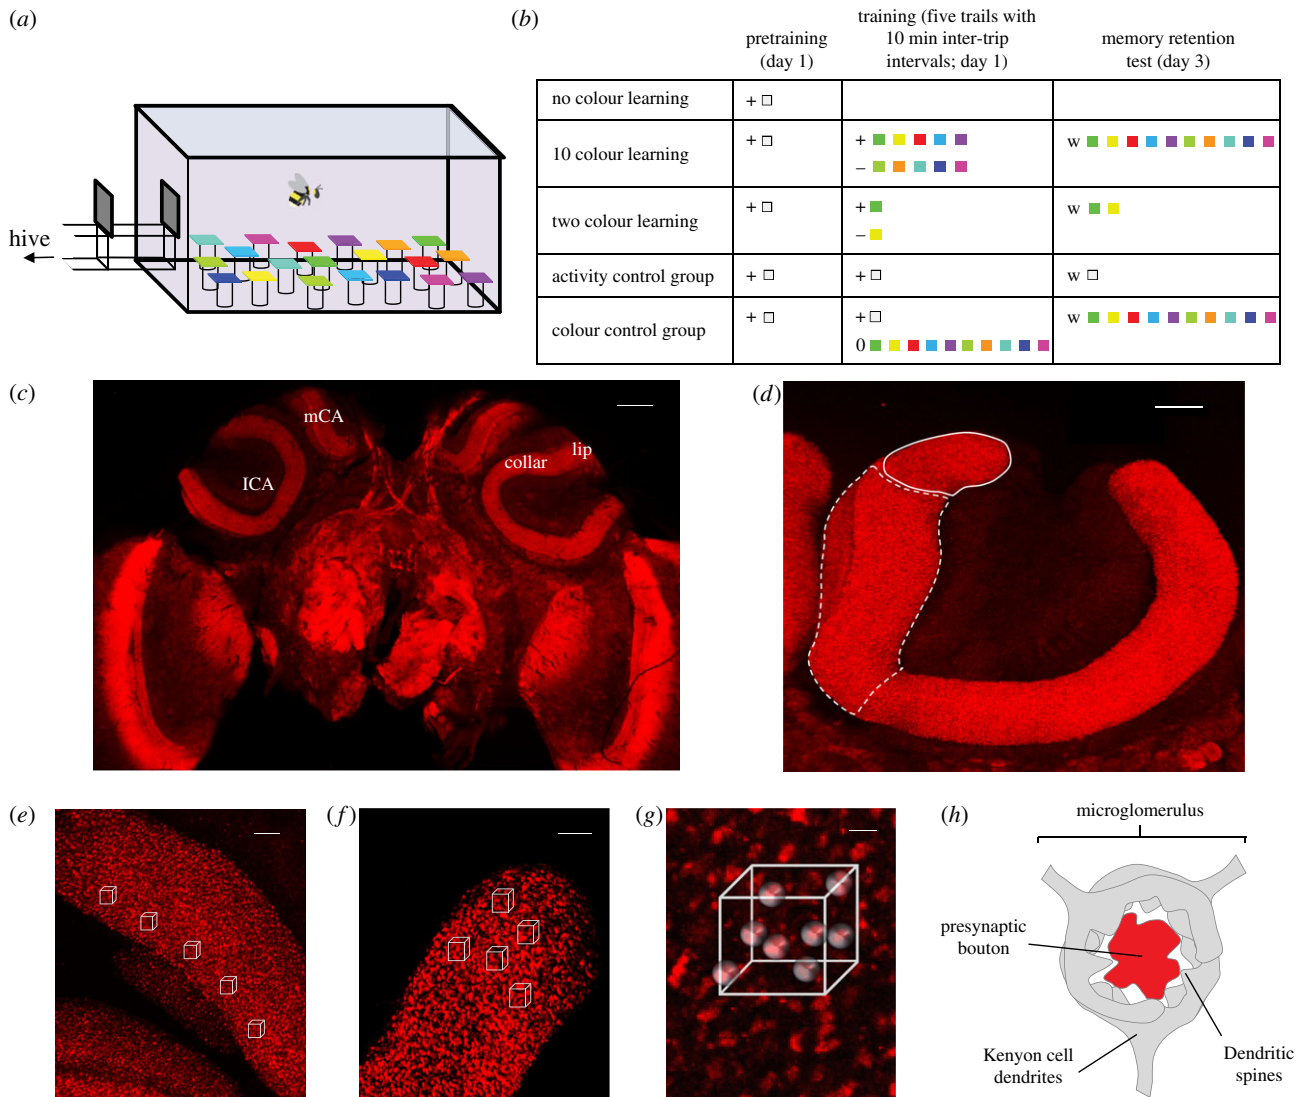 (a)
hive
(b)
pretraining
(day 1)
training (five trails with
10 min inter-trip
intervals; day 1)
memory retention
test (day 3)
no colour learning
+
10 colour learning
+
+
–
w
two colour learning
+
+
–
w
activity control group
+
+
w
colour control group
+
+
0
w
(c)
mCA
lip
collar
lCA
(d)
(e)
(f)
(g)
(h)
microglomerulus
presynaptic
bouton
Kenyon cell
dendrites
Dendritic
spines